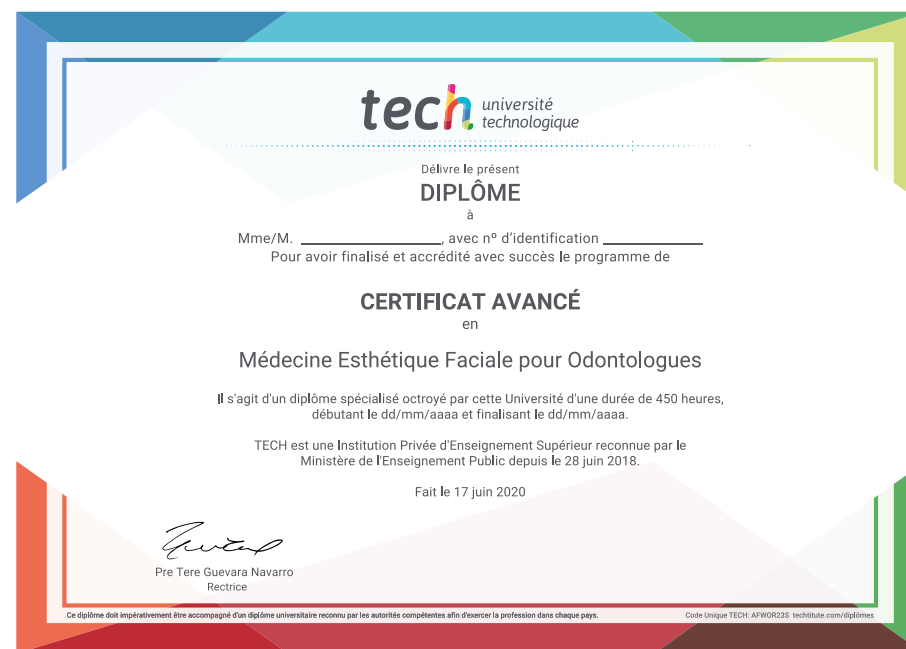 tech université
technologique
Délivre le présent
DIPLÔME
à
Mme/M. ____________________, avec nº d'identification ______________
Pour avoir finalisé et accrédité avec succès le programme de
CERTIFICAT AVANCÉ
en
Médecine Esthétique Faciale pour Odontologues
Il s'agit d'un diplôme spécialisé octroyé par cette Université d'une durée de 450 heures,
débutant le dd/mm/aaaa et finalisant le dd/mm/aaaa.
TECH est une Institution Privée d'Enseignement Supérieur reconnue par le
Ministère de l'Enseignement Public depuis le 28 juin 2018.
Fait le 17 juin 2020
Pre Tere Guevara Navarro
Rectrice
Ce diplôme doit impérativement être accompagné d'un diplôme universitaire reconnu par les autorités compétentes afin d'exercer la profession dans chaque pays.
Code Unique TECH: AFWOR23S techtitute.com/diplômes